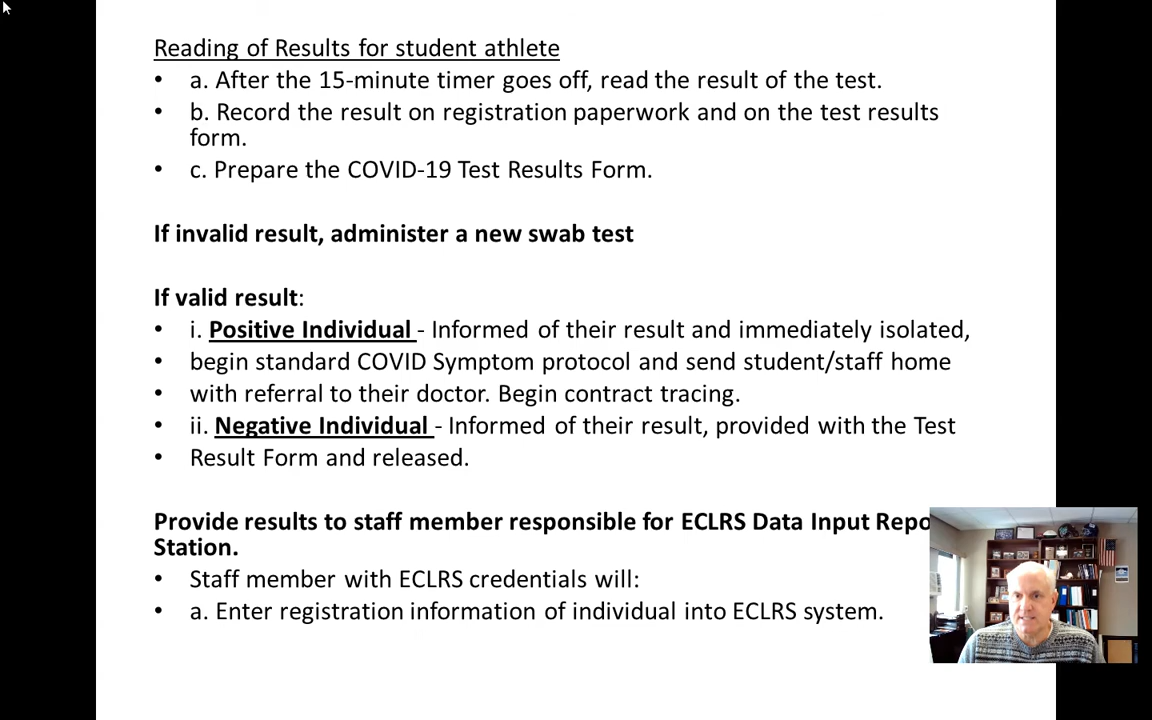 Reading of Results for student athlete
• a. After the 15-minute timer goes off, read the result of the test.
• b. Record the result on registration paperwork and on the test results
form.
• c. Prepare the COVID-19 Test Results Form.
If invalid result, administer a new swab test
If valid result:
• i. Positive Individual - Informed of their result and immediately isolated,
• begin standard COVID Symptom protocol and send student/staff home
• with referral to their doctor. Begin contract tracing.
• ii. Negative Individual - Informed of their result, provided with the Test
• Result Form and released.
Provide results to staff member responsible for ECLRS Data Input
Station.
• Staff member with ECLRS credentials will:
• a. Enter registration information of individual into ECLRS system.